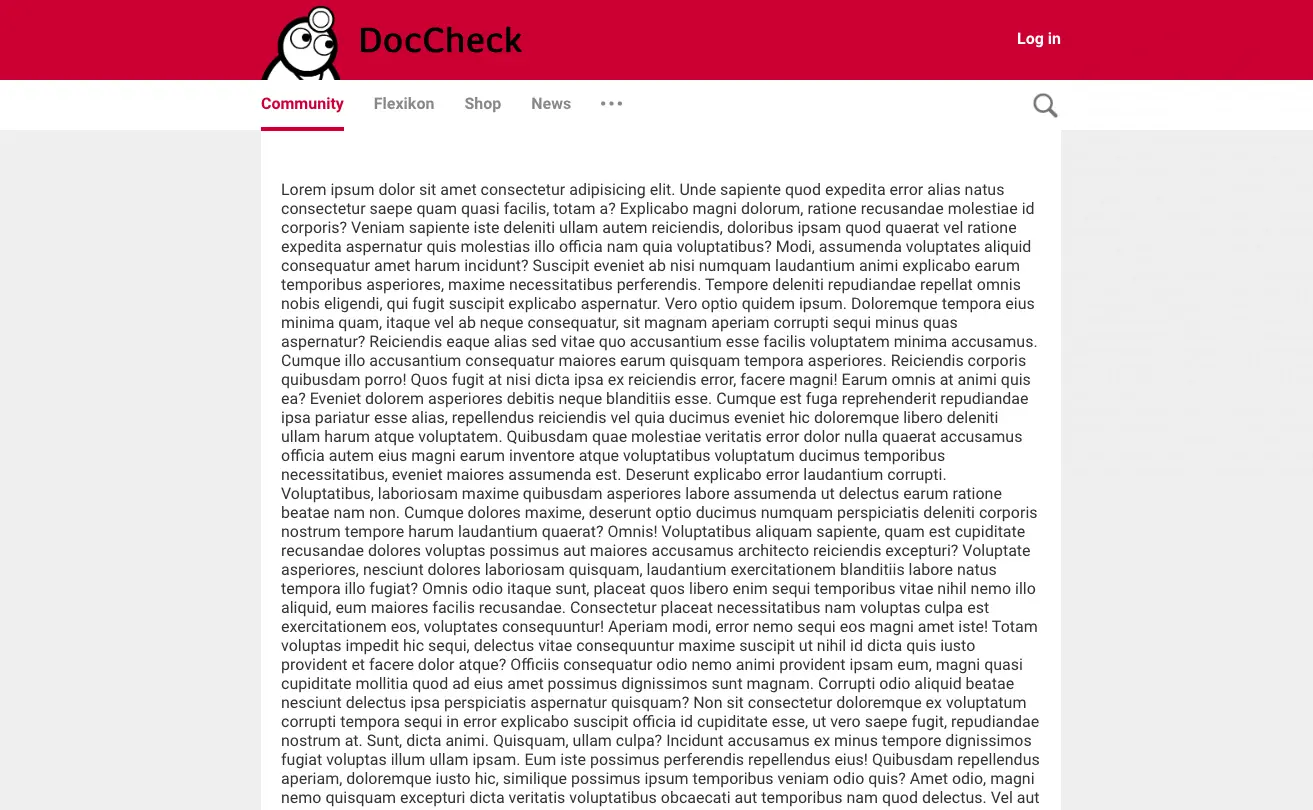 DocCheck
Log in
Community Flexikon Shop News •••
Lorem ipsum dolor sit amet consectetur adipisicing elit. Unde sapiente quod expedita error alias natus
consectetur saepe quam quasi facilis, totam a? Explicabo magni dolorum, ratione recusandae molestiae id
corporis? Veniam sapiente iste deleniti ullam autem reiciendis, doloribus ipsam quod quaerat vel ratione
expedita aspernatur quis molestias illo officia nam quia voluptatibus? Modi, assumenda voluptates aliquid
consequatur amet harum incidunt? Suscipit eveniet ab nisi numquam laudantium animi explicabo earum
temporibus asperiores, maxime necessitatibus perferendis. Tempore deleniti repudiandae repellat omnis
nobis eligendi, qui fugit suscipit explicabo aspernatur. Vero optio quidem ipsum. Doloremque tempora eius
minima quam, itaque vel ab neque consequatur, sit magnam aperiam corrupti sequi minus quas
aspernatur? Reiciendis eaque alias sed vitae quo accusantium esse facilis voluptatem minima accusamus.
Cumque illo accusantium consequatur maiores earum quisquam tempora asperiores. Reiciendis corporis
quibusdam porro! Quos fugit at nisi dicta ipsa ex reiciendis error, facere magni! Earum omnis at animi quis
ea? Eveniet dolorem asperiores debitis neque blanditiis esse. Cumque est fuga reprehenderit repudiandae
ipsa pariatur esse alias, repellendus reiciendis vel quia ducimus eveniet hic doloremque libero deleniti
ullam harum atque voluptatem. Quibusdam quae molestiae veritatis error dolor nulla quaerat accusamus
officia autem eius magni earum inventore atque voluptatibus voluptatum ducimus temporibus
necessitatibus, eveniet maiores assumenda est. Deserunt explicabo error laudantium corrupti.
Voluptatibus, laboriosam maxime quibusdam asperiores labore assumenda ut delectus earum ratione
beatae nam non. Cumque dolores maxime, deserunt optio ducimus numquam perspiciatis deleniti corporis
nostrum tempore harum laudantium quaerat? Omnis! Voluptatibus aliquam sapiente, quam est cupiditate
recusandae dolores voluptas possimus aut maiores accusamus architecto reiciendis excepturi? Voluptate
asperiores, nesciunt dolores laboriosam quisquam, laudantium exercitationem blanditiis labore natus
tempora illo fugiat? Omnis odio itaque sunt, placeat quos libero enim sequi temporibus vitae nihil nemo illo
aliquid, eum maiores facilis recusandae. Consectetur placeat necessitatibus nam voluptas culpa est
exercitationem eos, voluptates consequuntur! Aperiam modi, error nemo sequi eos magni amet iste! Totam
voluptas impedit hic sequi, delectus vitae consequuntur maxime suscipit ut nihil id dicta quis iusto
provident et facere dolor atque? Officiis consequatur odio nemo animi provident ipsam eum, magni quasi
cupiditate mollitia quod ad eius amet possimus dignissimos sunt magnam. Corrupti odio aliquid beatae
nesciunt delectus ipsa perspiciatis aspernatur quisquam? Non sit consectetur doloremque ex voluptatum
corrupti tempora sequi in error explicabo suscipit officia id cupiditate esse, ut vero saepe fugit, repudiandae
nostrum at. Sunt, dicta animi. Quisquam, ullam culpa? Incidunt accusamus ex minus tempore dignissimos
fugiat voluptas illum ullam ipsam. Eum iste possimus perferendis repellendus eius! Quibusdam repellendus
aperiam, doloremque iusto hic, similique possimus ipsum temporibus veniam odio quis? Amet odio, magni
nemo quisquam excepturi dicta veritatis voluptatibus obcaecati aut temporibus nam quod delectus. Vel aut